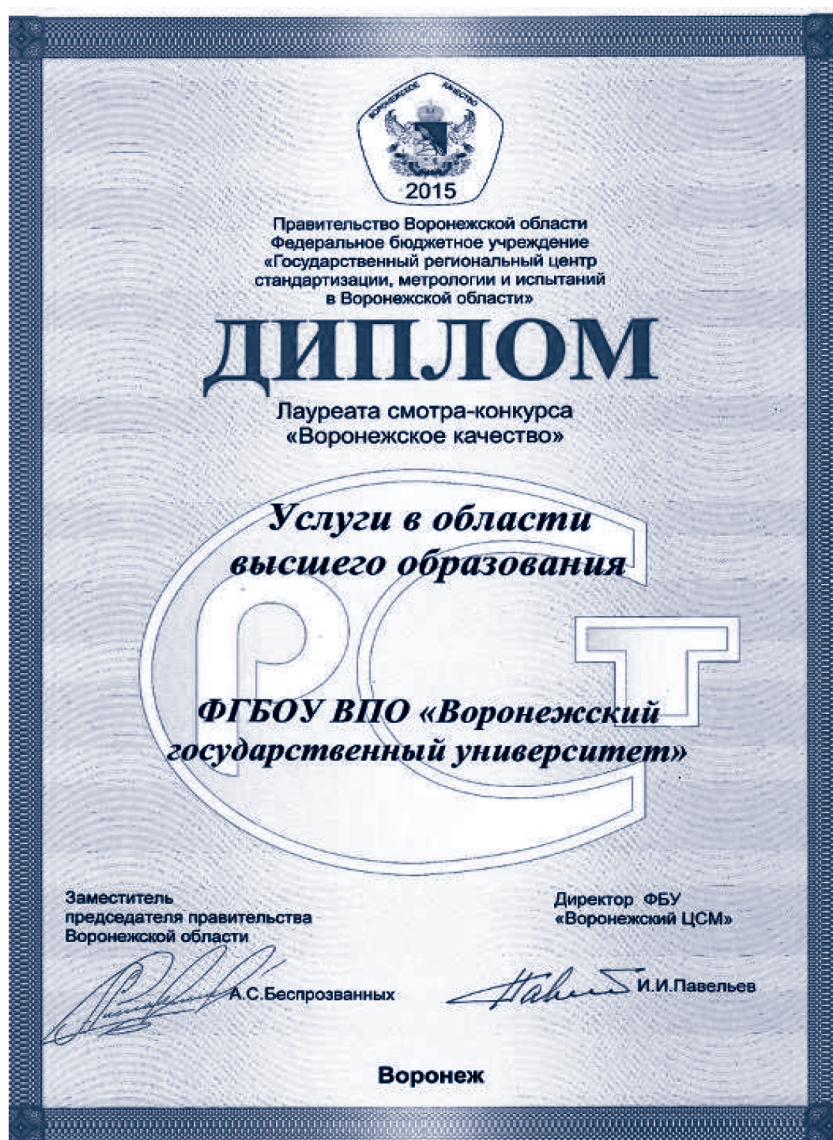 ВОРОНЕЖСКОЕ КАЧЕСТВО
2015
Правительство Воронежской области
Федеральное бюджетное учреждение
«Государственный региональный центр
стандартизации, метрологии и испытаний
в Воронежской области»
ДИПЛОМ
Лауреата смотра-конкурса
«Воронежское качество»
Услуги в области
высшего образования
РСТ
ФГБОУ ВПО «Воронежский
государственный университет»
Заместитель
председателя правительства
Воронежской области
А.С.Беспрозванных
Директор ФБУ
«Воронежский ЦСМ»
И.И.Павельев
Воронеж